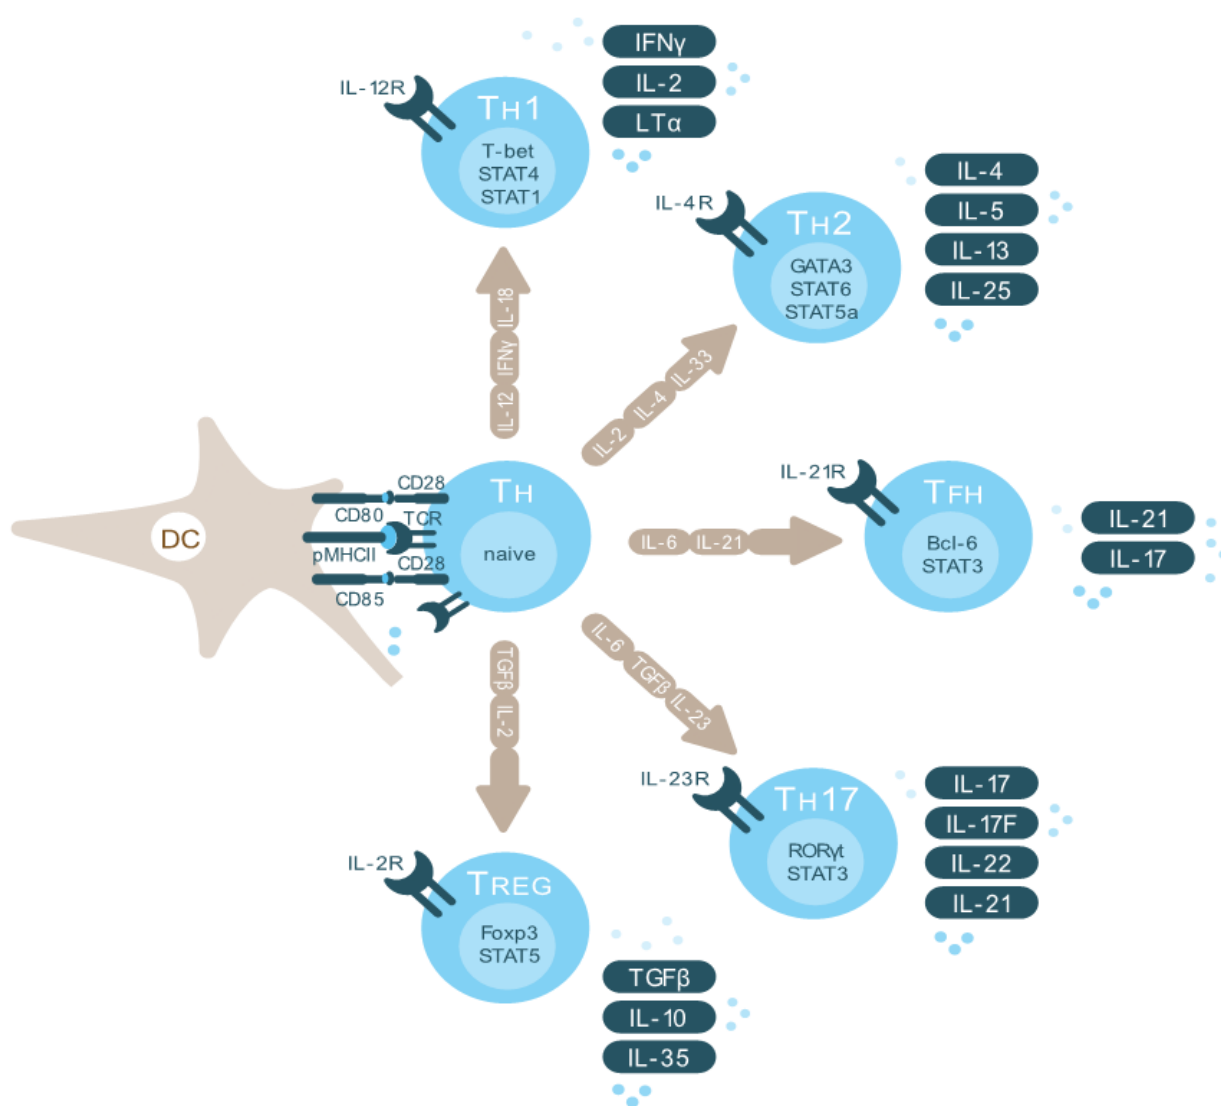 IFNγ
IL-2
LTα
IL-12R
TH1
T-bet
STAT4
STAT1
IL-4
IL-5
IL-13
IL-25
IL-4R
TH2
GATA3
STAT6
STAT5a
IL-12 IFNγ IL-18
IL-2 IL-4 IL-33
DC
CD28
CD80
TCR
pMHCII
CD28
CD85
TH
naive
IL-6 IL-21
IL-21R
TFH
Bcl-6
STAT3
IL-21
IL-17
IL-6 TGFβ IL-23
TGFβ IL-2
IL-23R
TH17
RORγt
STAT3
IL-17
IL-17F
IL-22
IL-21
IL-2R
TREG
Foxp3
STAT5
TGFβ
IL-10
IL-35